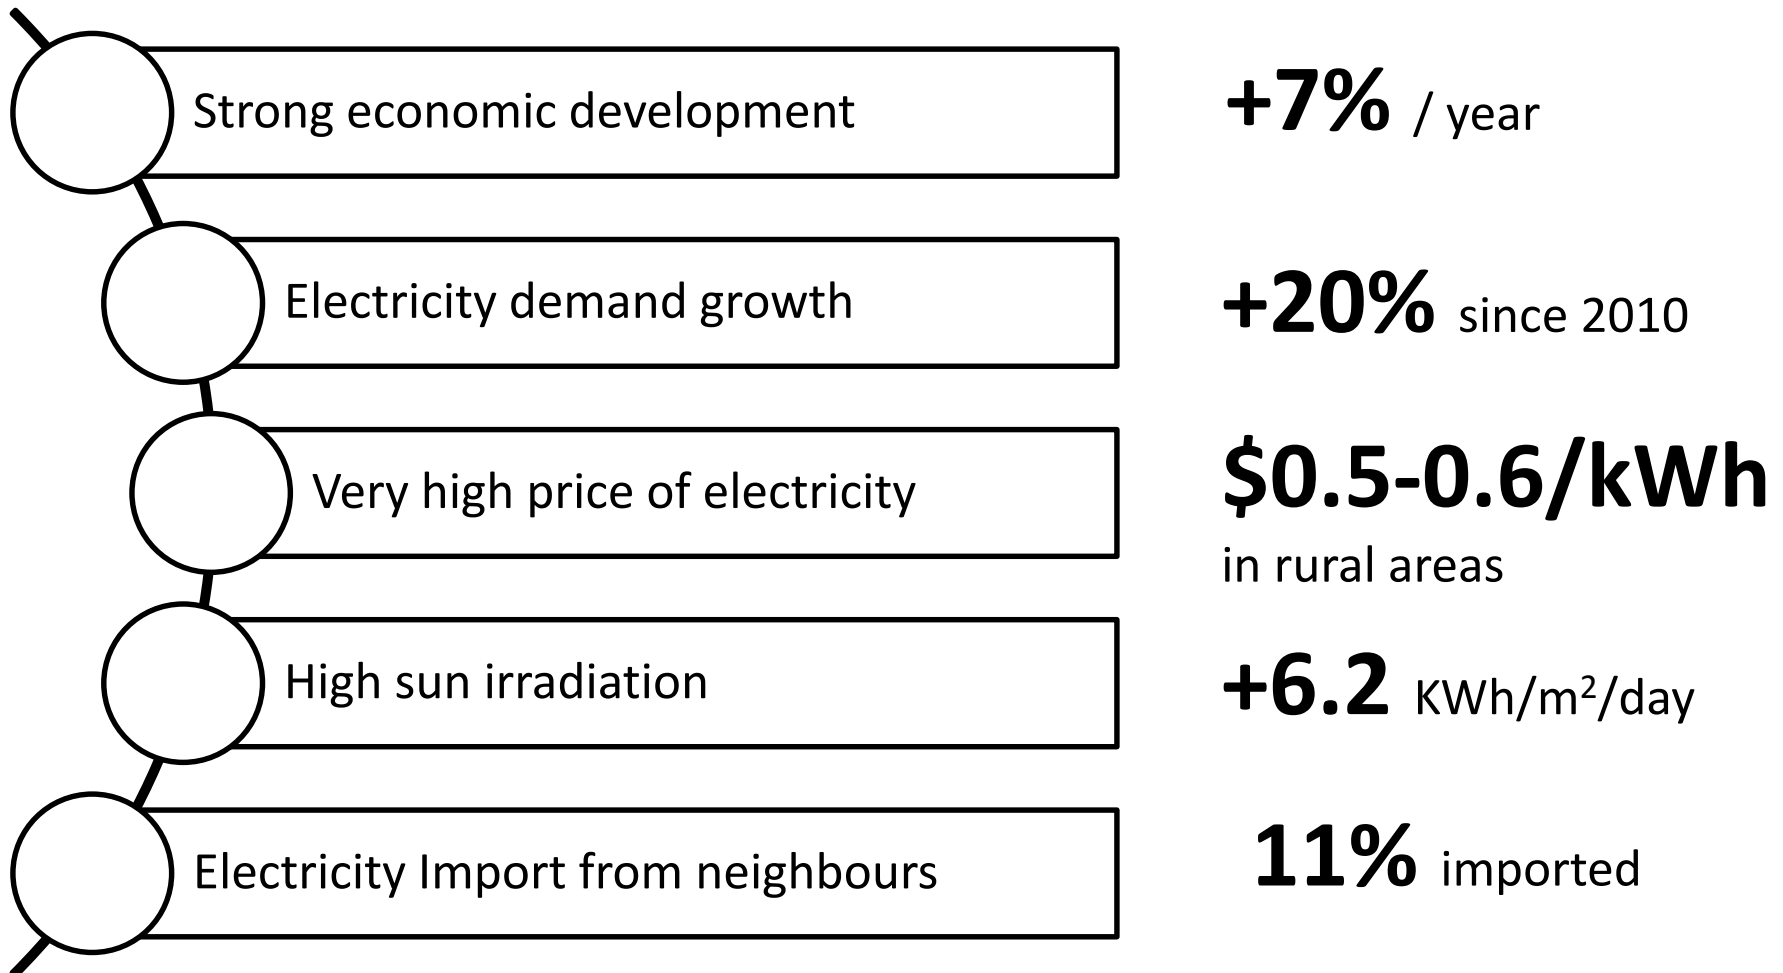 Strong economic development
+7% / year
Electricity demand growth
+20% since 2010
Very high price of electricity
$0.5-0.6/kWh
in rural areas
High sun irradiation
+6.2 KWh/m²/day
Electricity Import from neighbours
11% imported